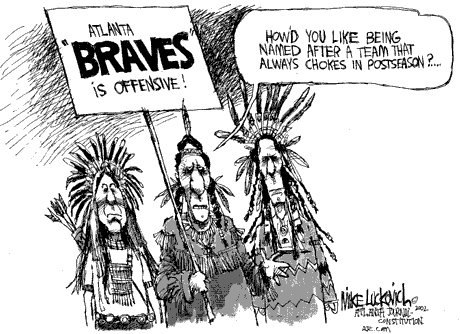 ATLANTA
"BRAVES"
IS OFFENSIVE!
HOW'D YOU LIKE BEING
NAMED AFTER A TEAM THAT
ALWAYS CHOKES IN POSTSEASON?...
MIKE LUCKOVICH
ATLANTA JOURNAL-
CONSTITUTION
2002
AJC.COM